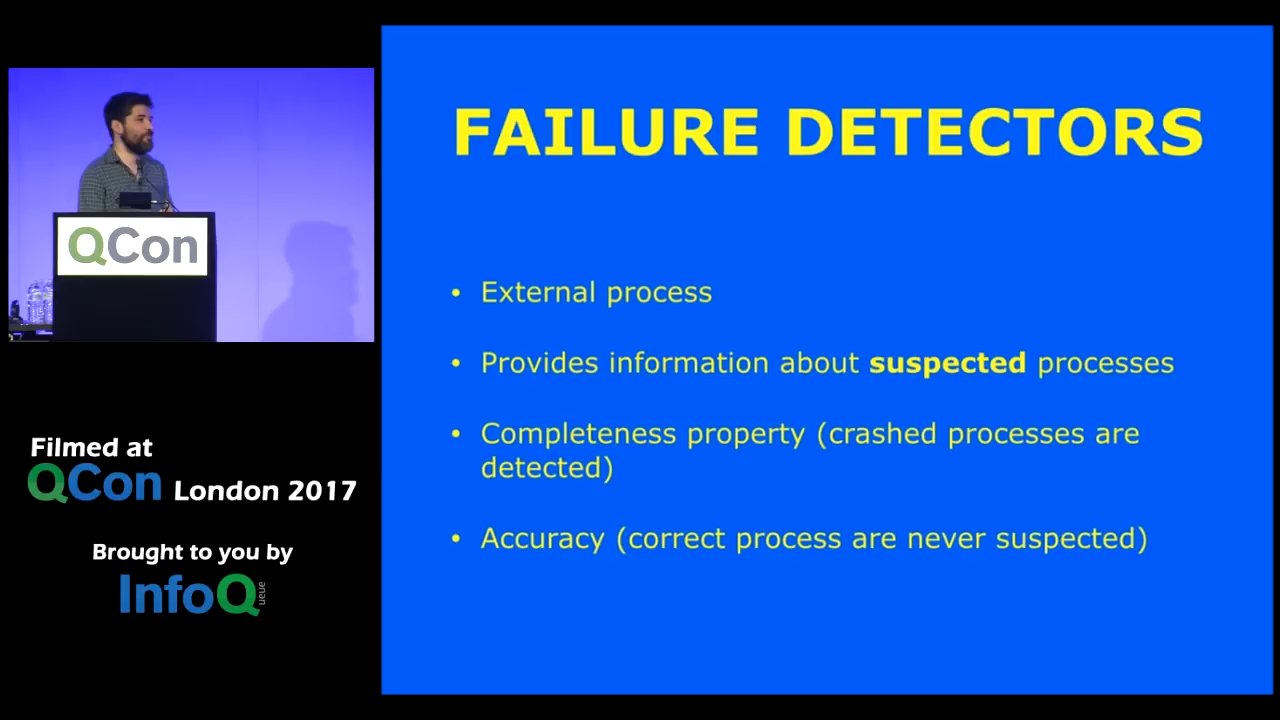 FAILURE DETECTORS
• External process
• Provides information about suspected processes
• Completeness property (crashed processes are
detected)
• Accuracy (correct process are never suspected)
QCon
Filmed at
QCon London 2017
Brought to you by
InfoQueue